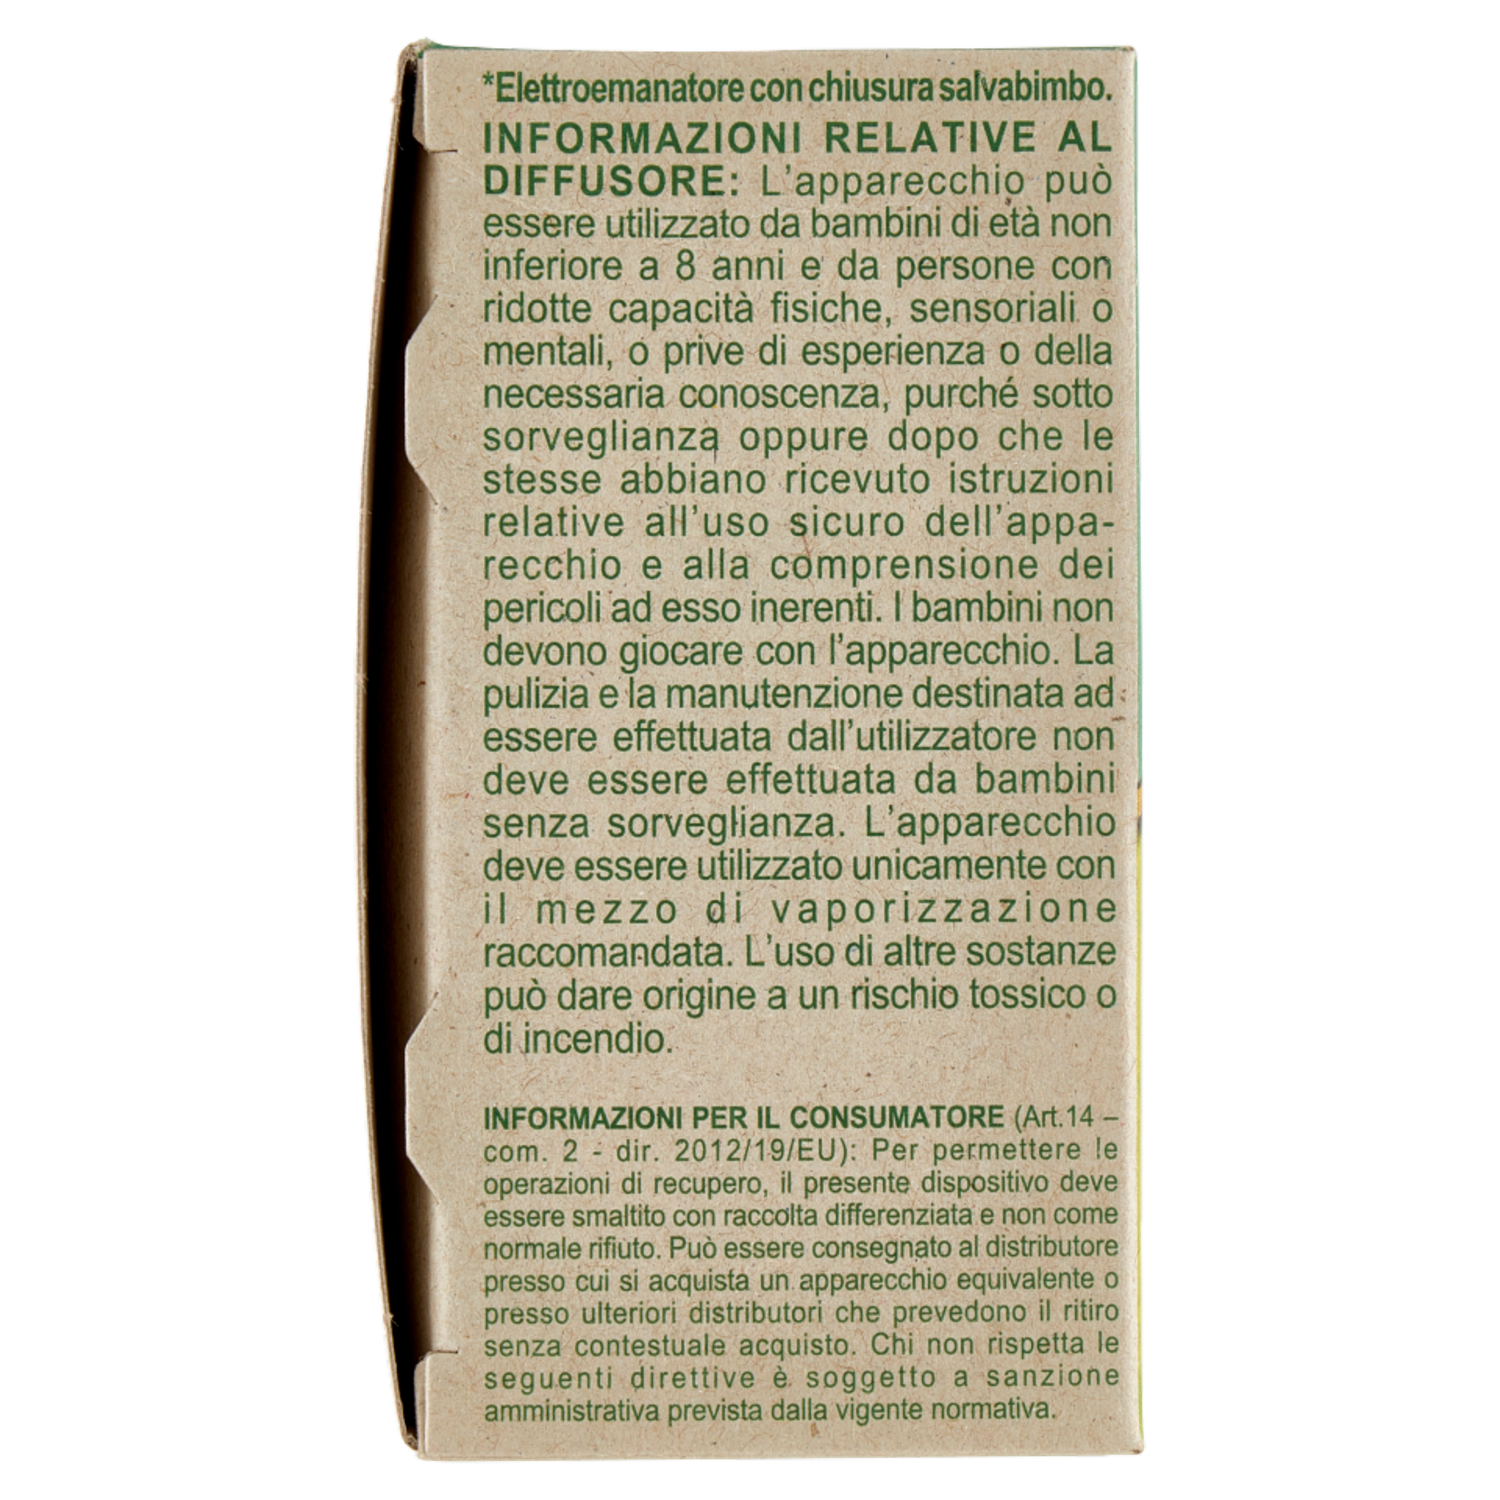 *Elettroemanatore con chiusura salvabimbo.
INFORMAZIONI RELATIVE AL
DIFFUSORE: L'apparecchio può
essere utilizzato da bambini di età non
inferiore a 8 anni e da persone con
ridotte capacità fisiche, sensoriali o
mentali, o prive di esperienza o della
necessaria conoscenza, purché sotto
sorveglianza oppure dopo che le
stesse abbiano ricevuto istruzioni
relative all'uso sicuro dell'appa-
recchio e alla comprensione dei
pericoli ad esso inerenti. I bambini non
devono giocare con l'apparecchio. La
pulizia e la manutenzione destinata ad
essere effettuata dall'utilizzatore non
deve essere effettuata da bambini
senza sorveglianza. L'apparecchio
deve essere utilizzato unicamente con
il mezzo di vaporizzazione
raccomandata. L'uso di altre sostanze
può dare origine a un rischio tossico o
di incendio.
INFORMAZIONI PER IL CONSUMATORE (Art.14 –
com. 2 - dir. 2012/19/EU): Per permettere le
operazioni di recupero, il presente dispositivo deve
essere smaltito con raccolta differenziata e non come
normale rifiuto. Può essere consegnato al distributore
presso cui si acquista un apparecchio equivalente o
presso ulteriori distributori che prevedono il ritiro
senza contestuale acquisto. Chi non rispetta le
seguenti direttive è soggetto a sanzione
amministrativa prevista dalla vigente normativa.